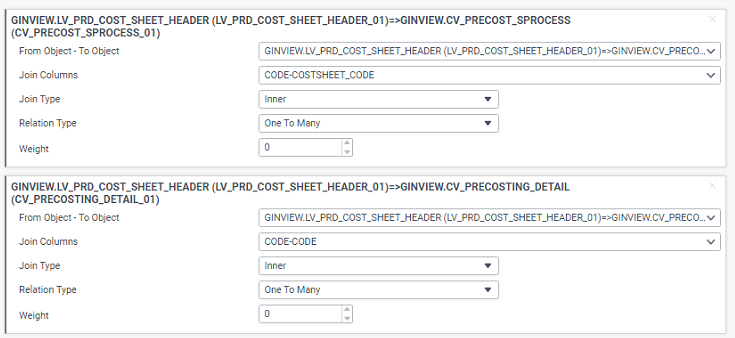 GINVIEW.LV_PRD_COST_SHEET_HEADER (LV_PRD_COST_SHEET_HEADER_01)=>GINVIEW.CV_PRECOST_SPROCESS
(CV_PRECOST_SPROCESS_01)
From Object - To Object GINVIEW.LV_PRD_COST_SHEET_HEADER (LV_PRD_COST_SHEET_HEADER_01)=>GINVIEW.CV_PRECO...
Join Columns CODE-COSTSHEET_CODE
Join Type Inner
Relation Type One To Many
Weight 0
GINVIEW.LV_PRD_COST_SHEET_HEADER (LV_PRD_COST_SHEET_HEADER_01)=>GINVIEW.CV_PRECOSTING_DETAIL
(CV_PRECOSTING_DETAIL_01)
From Object - To Object GINVIEW.LV_PRD_COST_SHEET_HEADER (LV_PRD_COST_SHEET_HEADER_01)=>GINVIEW.CV_PRECO...
Join Columns CODE-CODE
Join Type Inner
Relation Type One To Many
Weight 0